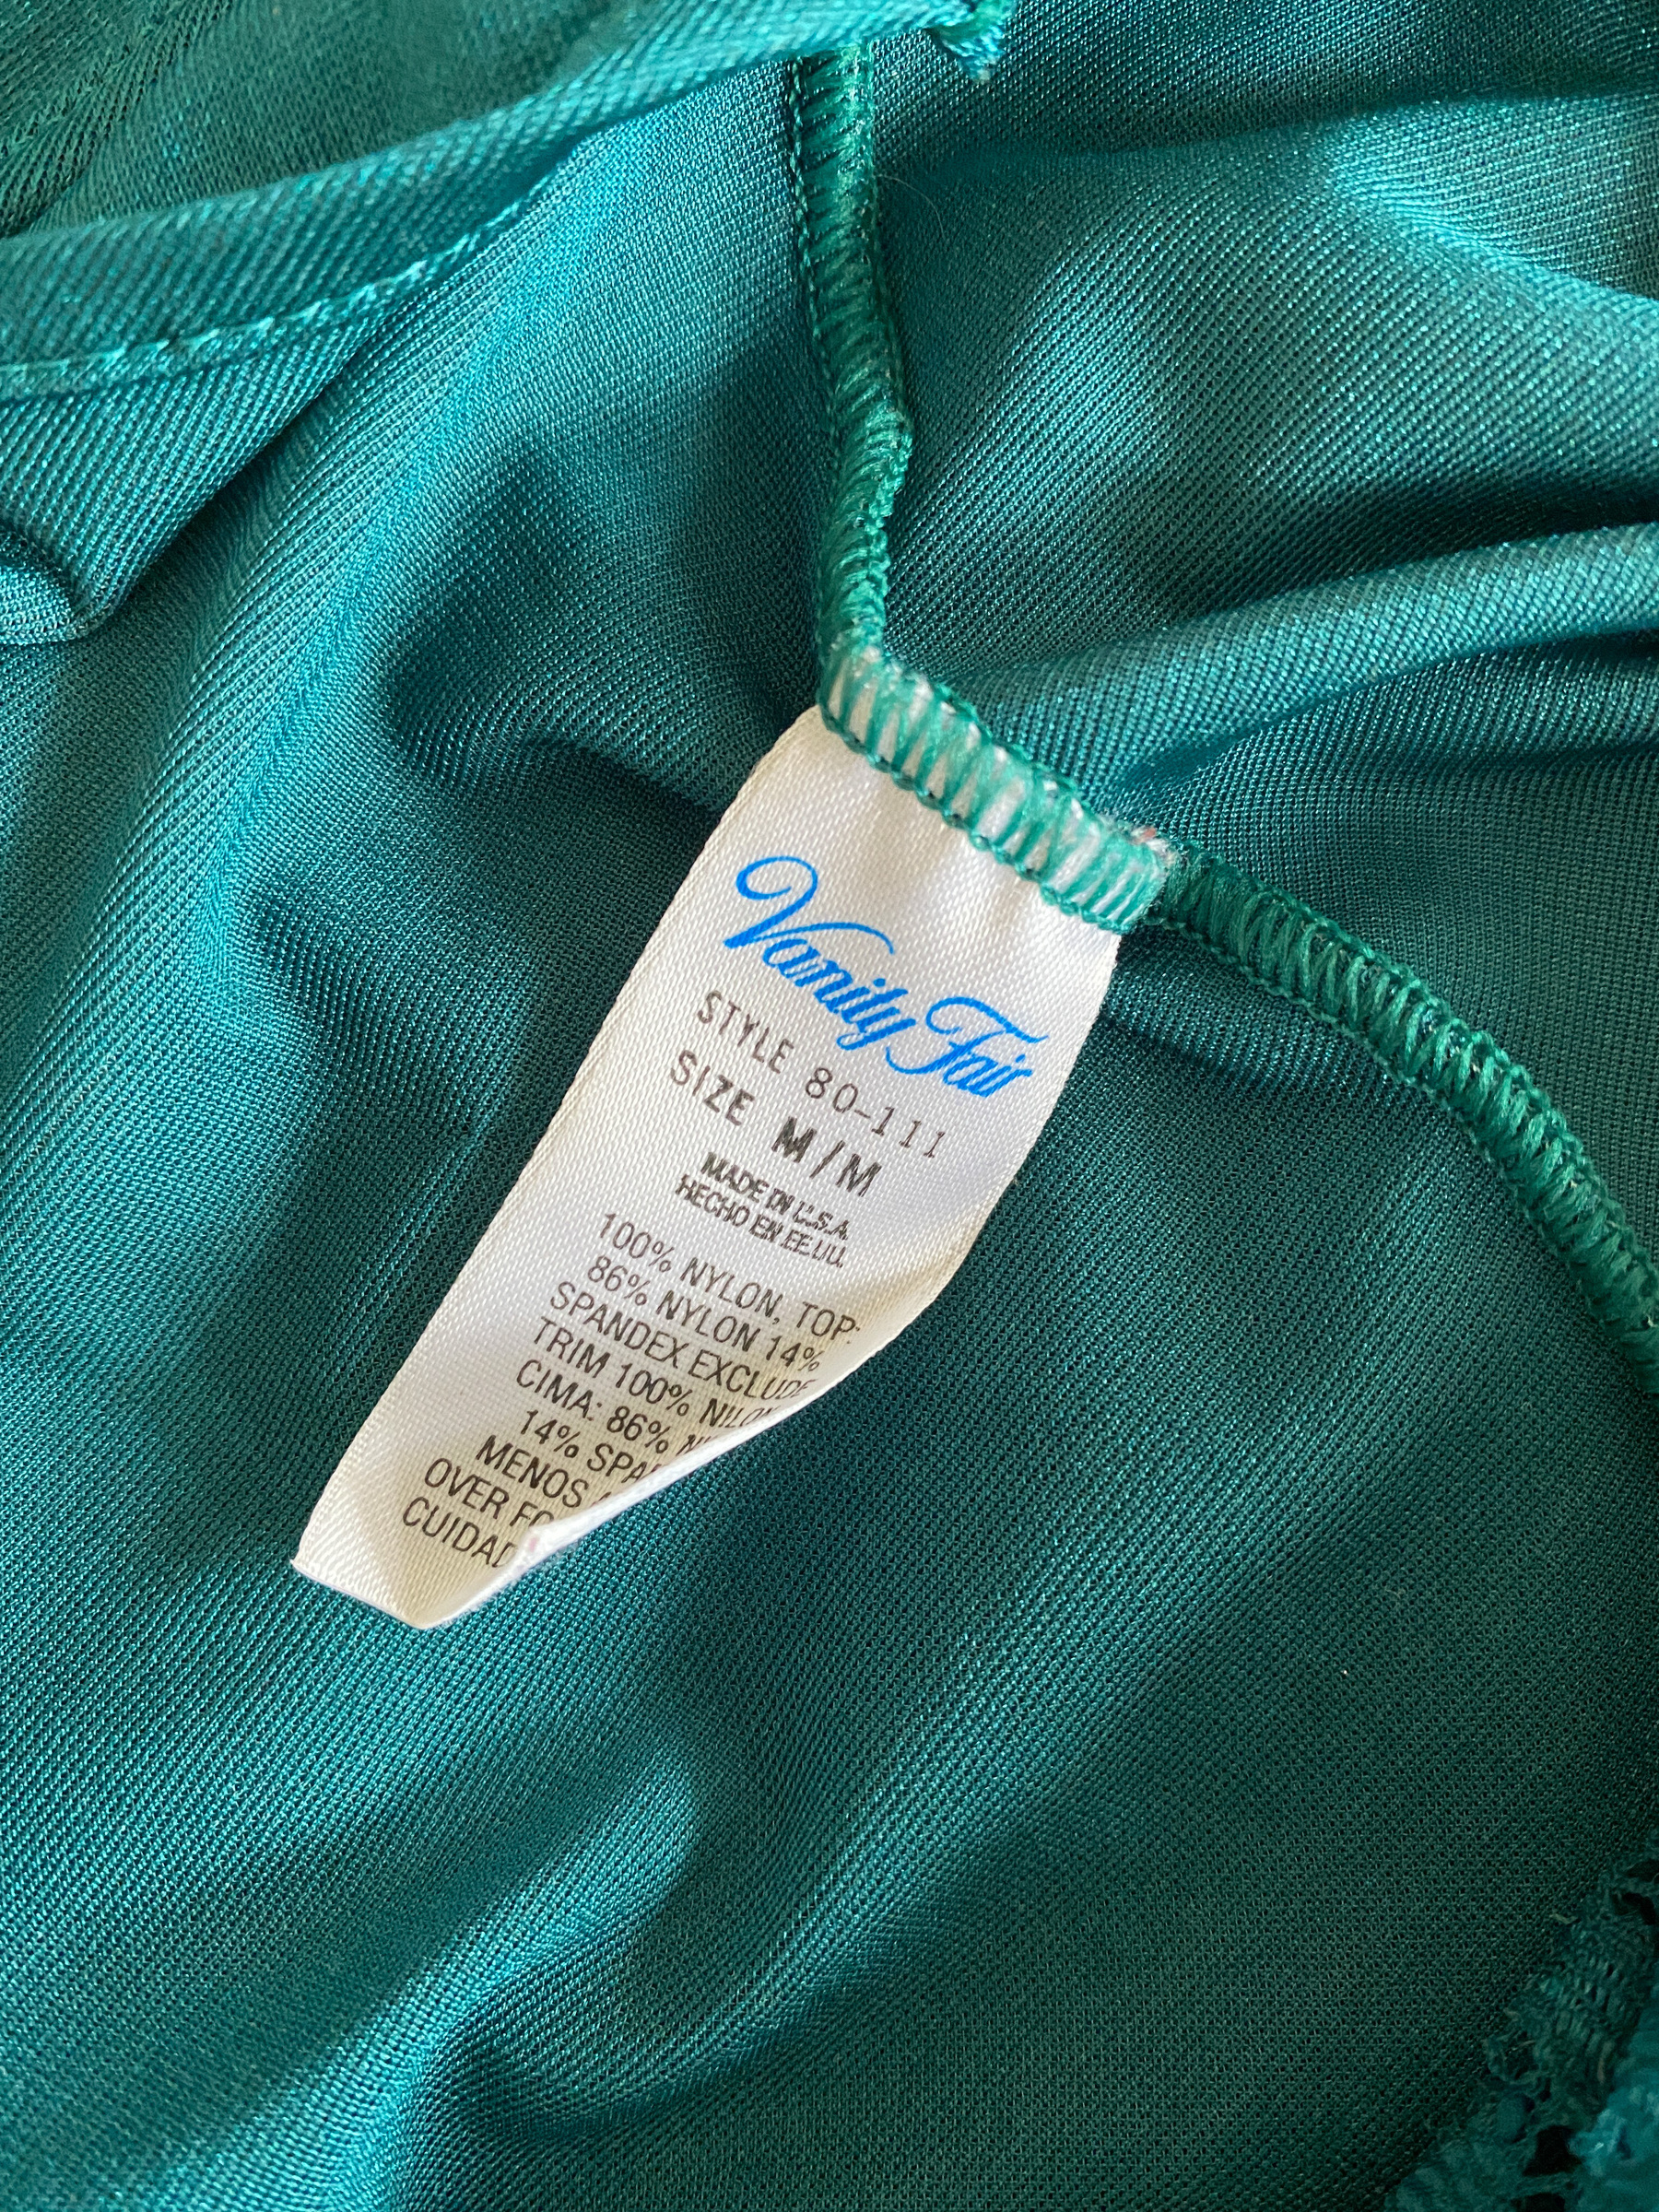 Vanity Fair
STYLE 80-111
SIZE M/M
MADE IN U.S.A.
HECHO EN EE.UU.
100% NYLON, TOP:
86% NYLON 14%
SPANDEX EXCLUDE
TRIM 100% NILON
CIMA: 86%
14%
MENOS
OVER